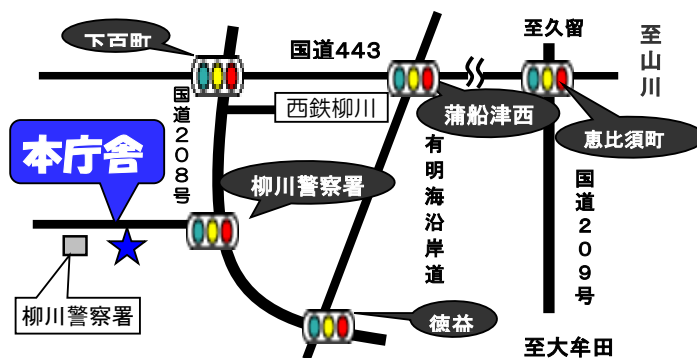 下百町
国道443
至久留
至山川
西鉄柳川
蒲船津西
恵比須町
国道208号
本庁舎
柳川警察署
有明海沿岸道
国道209号
柳川警察署
徳益
至大牟田